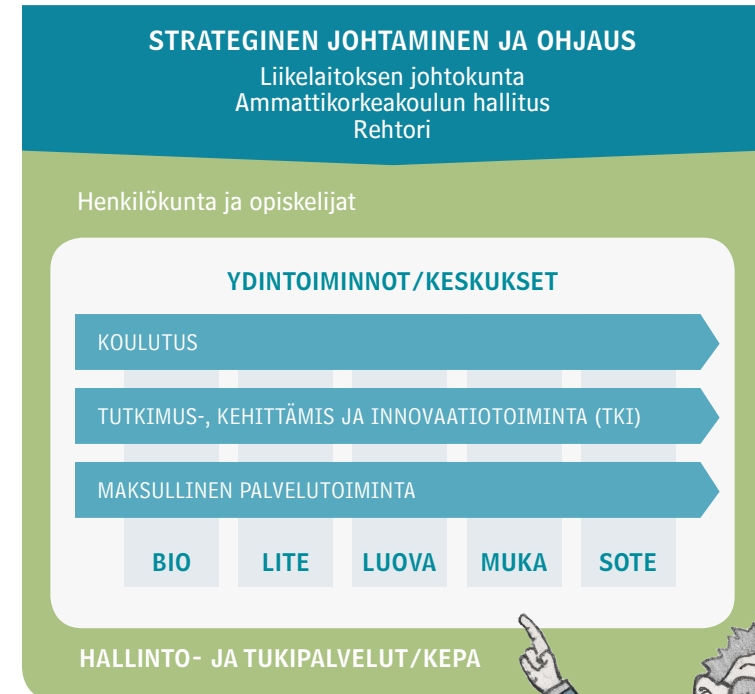 STRATEGINEN JOHTAMINEN JA OHJAUS
Liikelaitoksen johtokunta
Ammattikorkeakoulun hallitus
Rehtori
Henkilökunta ja opiskelijat
YDINTOIMINNOT/KESKUKSET
KOULUTUS
TUTKIMUS-, KEHITTÄMIS JA INNOVAATIOTOIMINTA (TKI)
MAKSULLINEN PALVELUTOIMINTA
BIO LITE LUOVA MUKA SOTE
HALLINTO- JA TUKIPALVELUT/KEPA